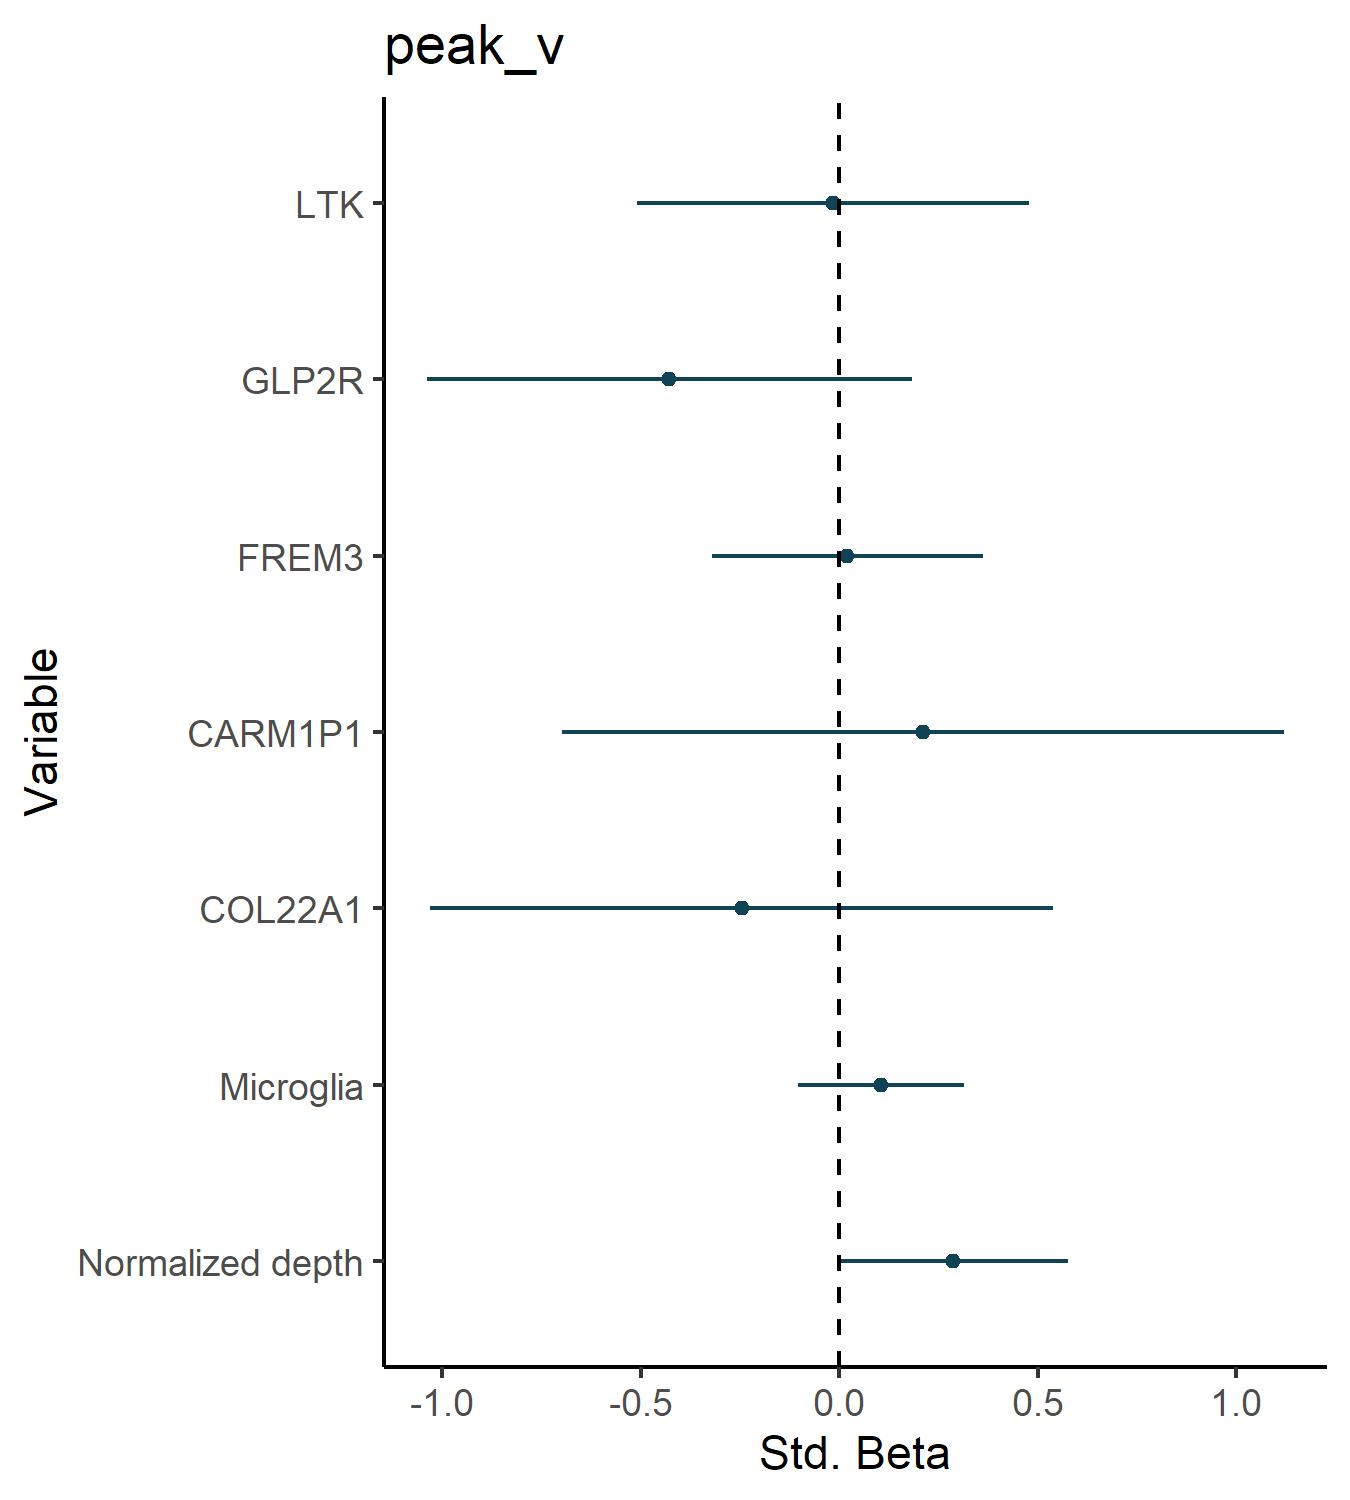 peak_v
LTK
GLP2R
FREM3
CARM1P1
COL22A1
Microglia
Normalized depth
Variable
-1.0 -0.5 0.0 0.5 1.0
Std. Beta